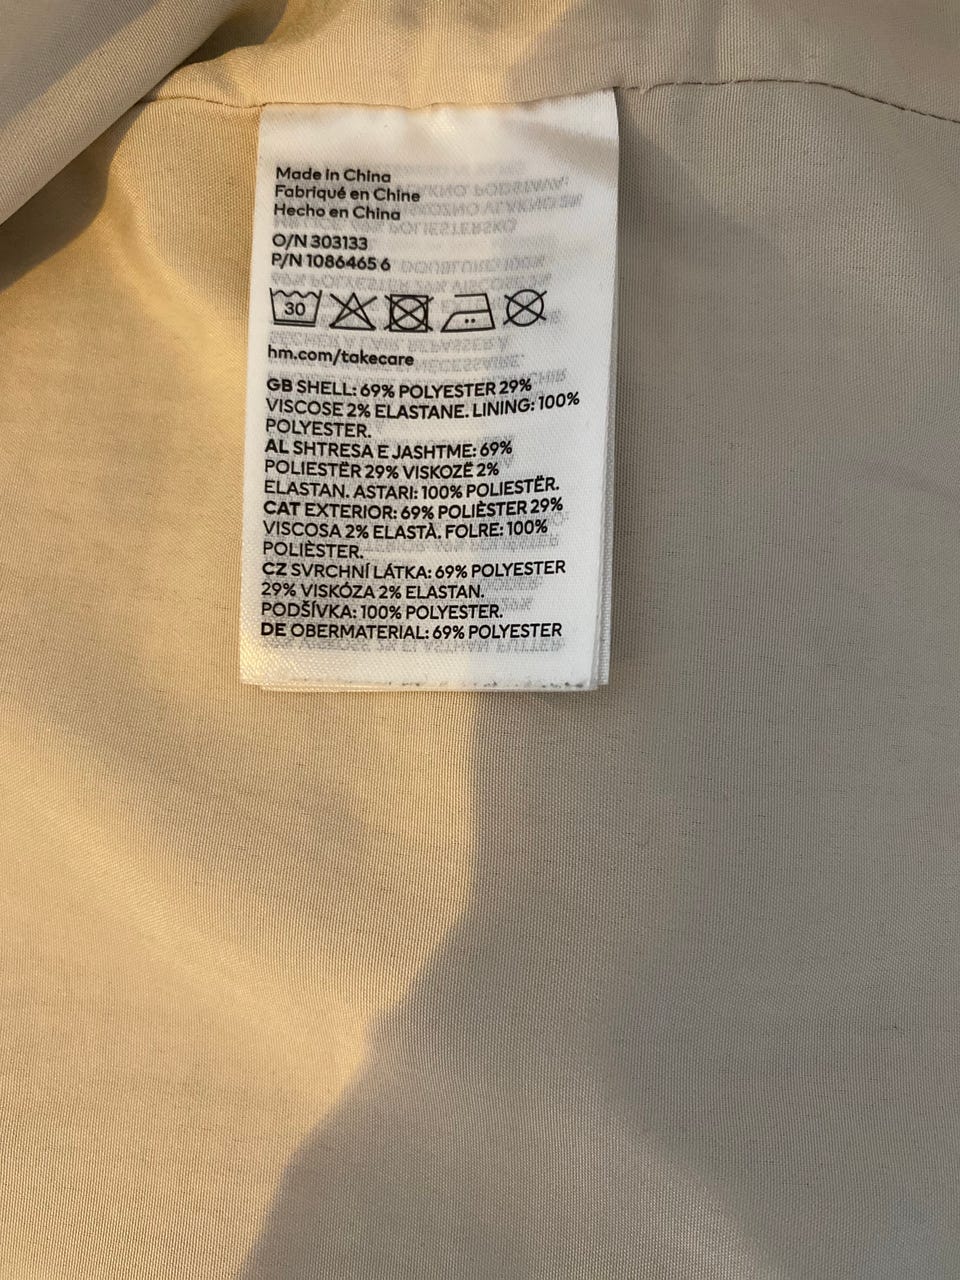 Made in China
Fabriqué en Chine
Hecho en China
O/N 303133
P/N 1086465 6
30
hm.com/takecare
GB SHELL: 69% POLYESTER 29%
VISCOSE 2% ELASTANE. LINING: 100%
POLYESTER.
AL SHTRESA E JASHTME: 69%
POLIESTËR 29% VISKOZË 2%
ELASTAN. ASTARI: 100% POLIESTËR.
CAT EXTERIOR: 69% POLIÈSTER 29%
VISCOSA 2% ELASTÀ. FOLRE: 100%
POLIÈSTER.
CZ SVRCHNÍ LÁTKA: 69% POLYESTER
29% VISKÓZA 2% ELASTAN.
PODŠÍVKA: 100% POLYESTER.
DE OBERMATERIAL: 69% POLYESTER